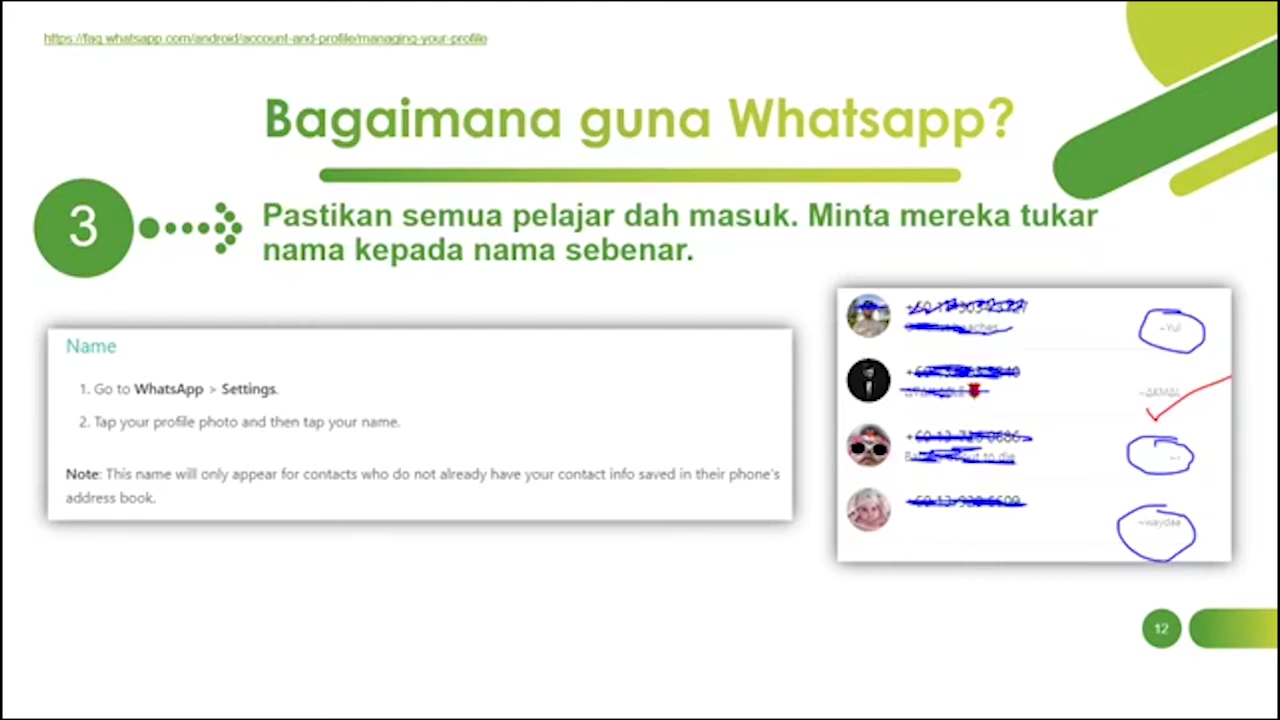 https://faq.whatsapp.com/android/account-and-profile/managing-your-profile
Bagaimana guna Whatsapp?
3
Pastikan semua pelajar dah masuk. Minta mereka tukar
nama kepada nama sebenar.
Name
1. Go to WhatsApp > Settings.
2. Tap your profile photo and then tap your name.
Note: This name will only appear for contacts who do not already have your contact info saved in their phone's
address book.
~Yul
~waydaa
12